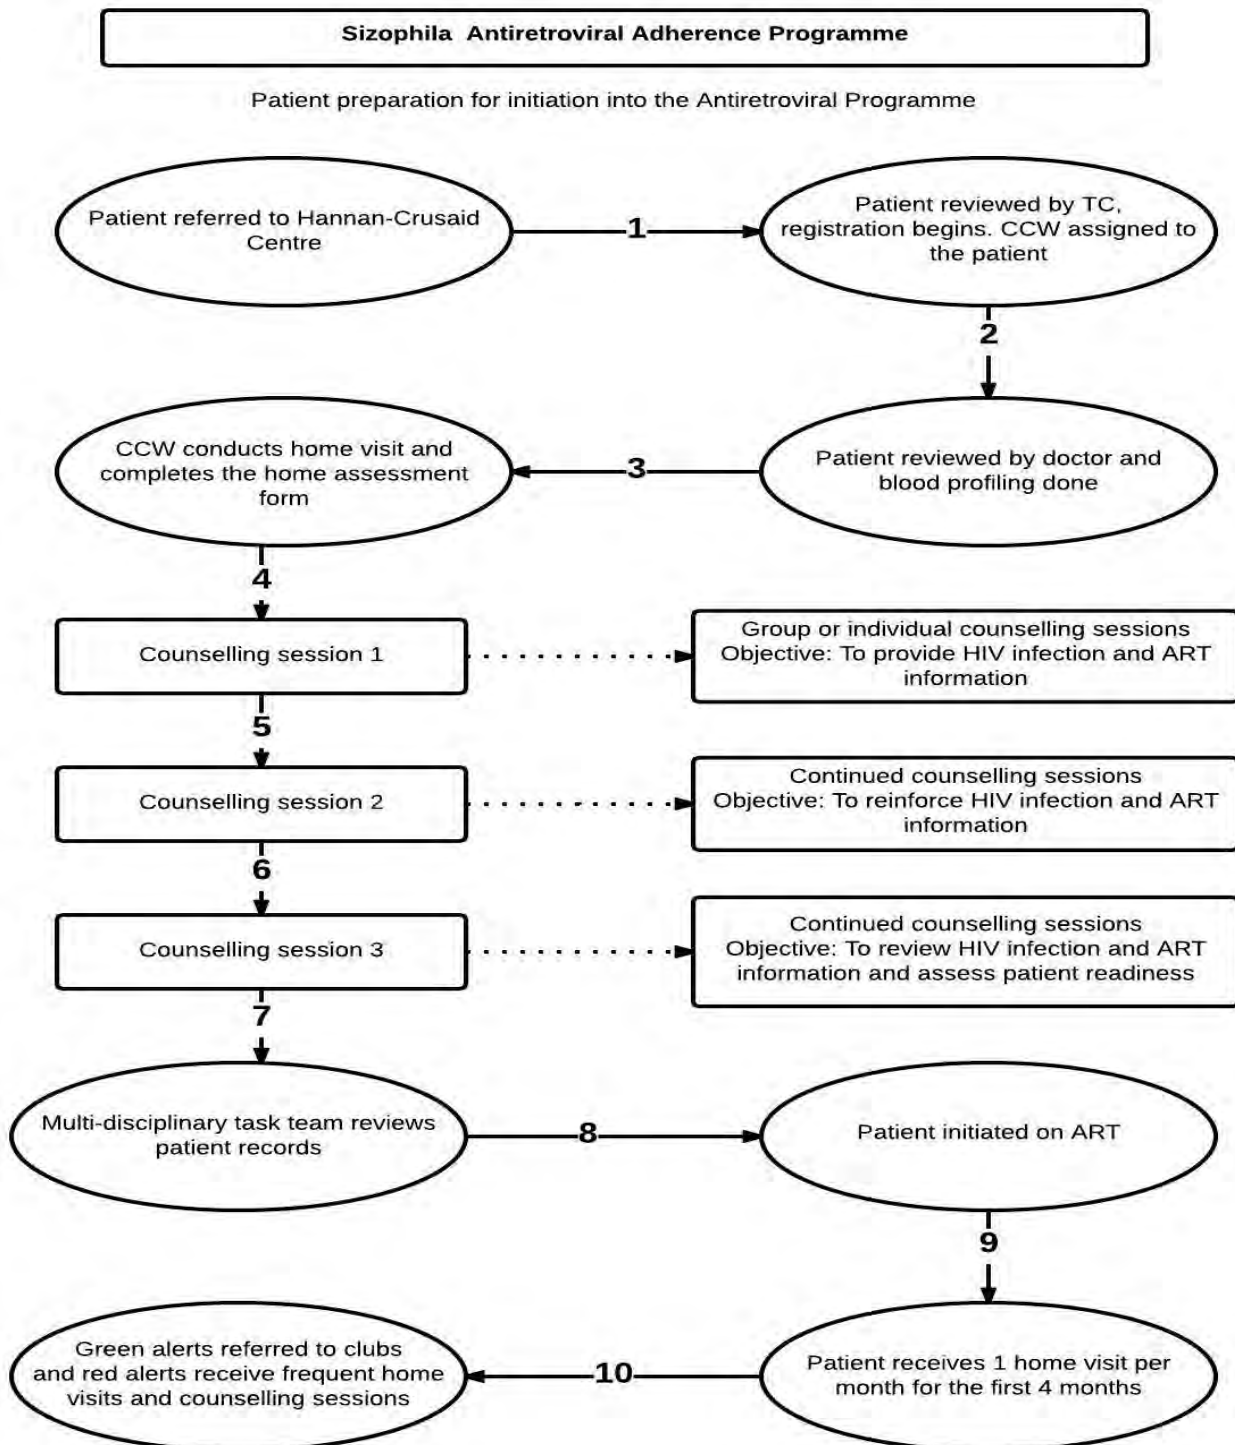 Sizophila Antiretroviral Adherence Programme
Patient preparation for initiation into the Antiretroviral Programme
Patient referred to Hannan-Crusaid
Centre
1
Patient reviewed by TC,
registration begins. CCW assigned to
the patient
2
Patient reviewed by doctor and
blood profiling done
3
CCW conducts home visit and
completes the home assessment
form
4
Counselling session 1
Group or individual counselling sessions
Objective: To provide HIV infection and ART
information
5
Counselling session 2
Continued counselling sessions
Objective: To reinforce HIV infection and ART
information
6
Counselling session 3
Continued counselling sessions
Objective: To review HIV infection and ART
information and assess patient readiness
7
Multi-disciplinary task team reviews
patient records
8
Patient initiated on ART
9
Patient receives 1 home visit per
month for the first 4 months
10
Green alerts referred to clubs
and red alerts receive frequent home
visits and counselling sessions